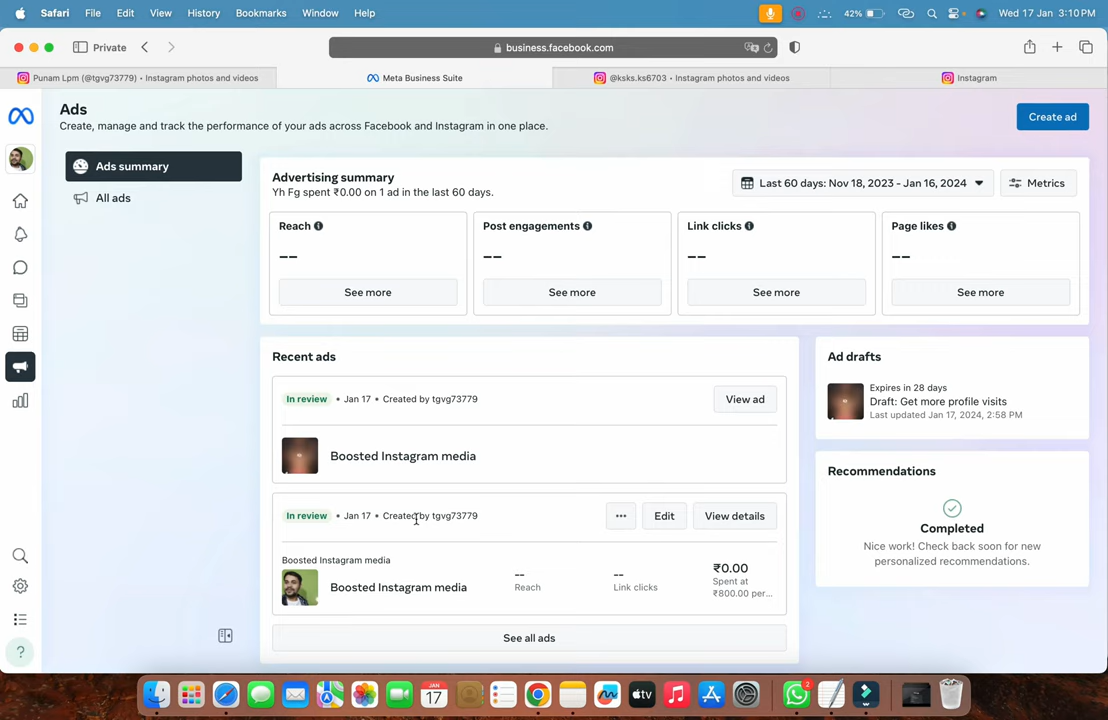 Safari File Edit View History Bookmarks Window Help 42% Wed 17 Jan 3:10 PM
Private business.facebook.com
Punam Lpm (@tgvg73779) • Instagram photos and videos Meta Business Suite @ksks.ks6703 • Instagram photos and videos Instagram
Ads
Create, manage and track the performance of your ads across Facebook and Instagram in one place.
Create ad
Ads summary
All ads
Advertising summary
Yh Fg spent ₹0.00 on 1 ad in the last 60 days.
Last 60 days: Nov 18, 2023 - Jan 16, 2024 Metrics
Reach Post engagements Link clicks Page likes
-- -- -- --
See more See more See more See more
Recent ads
In review • Jan 17 • Created by tgvg73779 View ad
Boosted Instagram media
In review • Jan 17 • Created by tgvg73779 ... Edit View details
Boosted Instagram media
Boosted Instagram media
--
Reach
--
Link clicks
₹0.00
Spent at
₹800.00 per...
See all ads
Ad drafts
Expires in 28 days
Draft: Get more profile visits
Last updated Jan 17, 2024, 2:58 PM
Recommendations
Completed
Nice work! Check back soon for new
personalized recommendations.
?
JAN
17
tv
2